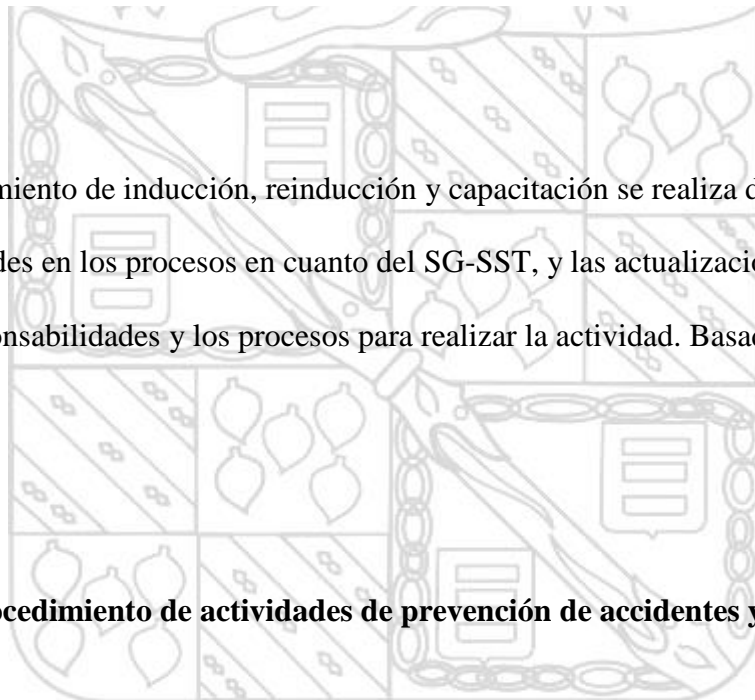 miento de inducción, reinducción y capacitación se realiza d
des en los procesos en cuanto del SG-SST, y las actualizacio
onsabilidades y los procesos para realizar la actividad. Basad
ocedimiento de actividades de prevención de accidentes y